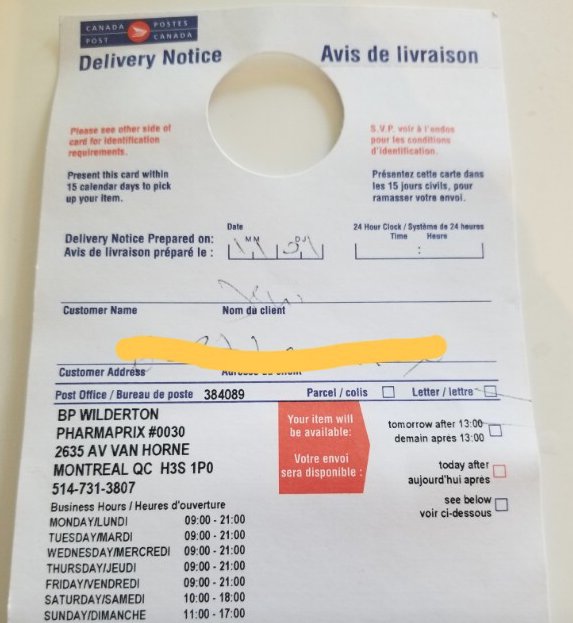 CANADA POSTES
POST CANADA
Delivery Notice
Avis de livraison
Please see other side of
card for identification
requirements.
S.V.P. voir à l'endos
pour les conditions
d'identification.
Present this card within
15 calendar days to pick
up your item.
Présentez cette carte dans
les 15 jours civils, pour
ramasser votre envoi.
Date
MM DJ
24 Hour Clock / Système de 24 heures
Time Heure
Delivery Notice Prepared on:
Avis de livraison préparé le :
:
Customer Name Nom du client
Customer Address
Post Office / Bureau de poste 384089 Parcel / colis Letter / lettre
BP WILDERTON
PHARMAPRIX #0030
2635 AV VAN HORNE
MONTREAL QC H3S 1P0
514-731-3807
Your item will
be available:
Votre envoi
sera disponible :
tomorrow after 13:00
demain apres 13:00
today after
aujourd'hui après
see below
voir ci-dessous
Business Hours / Heures d'ouverture
MONDAY/LUNDI 09:00 - 21:00
TUESDAY/MARDI 09:00 - 21:00
WEDNESDAY/MERCREDI 09:00 - 21:00
THURSDAY/JEUDI 09:00 - 21:00
FRIDAY/VENDREDI 09:00 - 21:00
SATURDAY/SAMEDI 10:00 - 18:00
SUNDAY/DIMANCHE 11:00 - 17:00